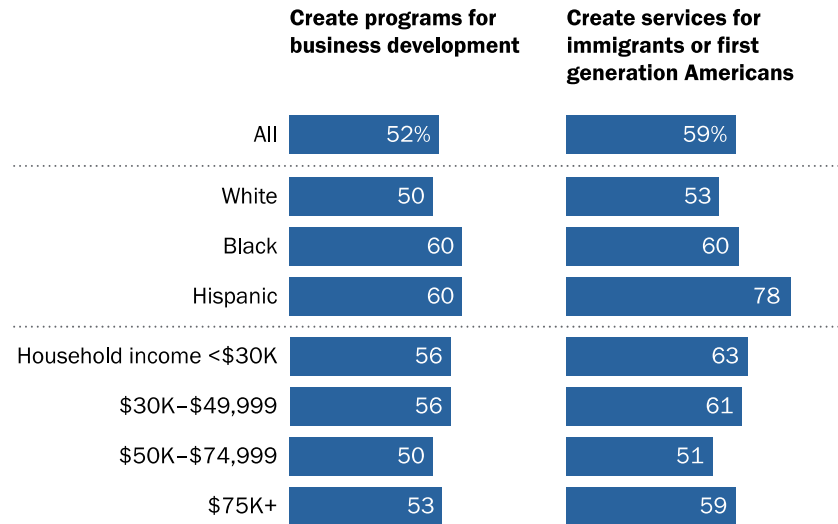 Create programs for
business development
Create services for
immigrants or first
generation Americans
All 52% 59%
White 50 53
Black 60 60
Hispanic 60 78
Household income <$30K 56 63
$30K–$49,999 56 61
$50K–$74,999 50 51
$75K+ 53 59